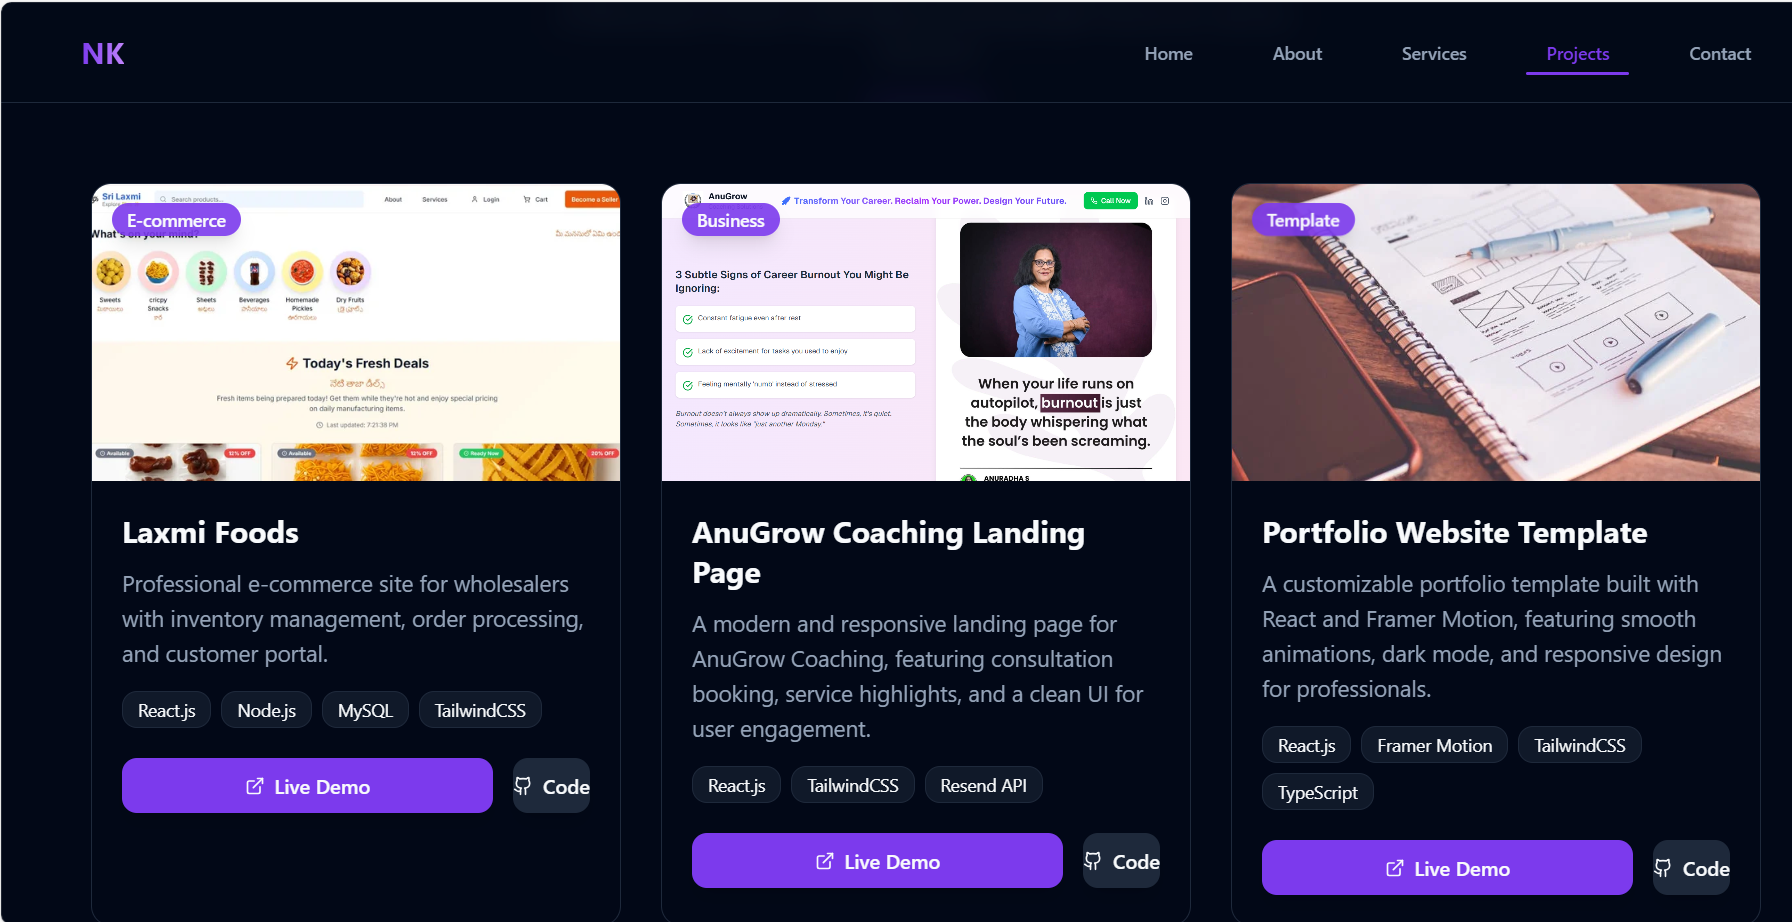 NK
Home
About
Services
Projects
Contact
Sri Laxmi
Search products...
About
Services
Login
Cart
Become a Seller
E-commerce
What's on your mind?
మీ మనసులో ఏమి ఉంది
Sweets
మిఠాయిలు
cricpy
Snacks
కారే
Sheets
అట్టలు
Beverages
పానీయాలు
Homemade
Pickles
ఊరగాయలు
Dry Fruits
డ్రై ఫ్రూట్స్
Today's Fresh Deals
నేటి తాజా డీల్స్
Fresh items being prepared today! Get them while they're hot and enjoy special pricing
on daily manufacturing items.
Last updated: 7:21:38 PM
Available
12% OFF
Available
12% OFF
Ready Now
20% OFF
Laxmi Foods
Professional e-commerce site for wholesalers
with inventory management, order processing,
and customer portal.
React.js
Node.js
MySQL
TailwindCSS
Live Demo
Code
AnuGrow
Transform Your Career. Reclaim Your Power. Design Your Future.
Call Now
Business
3 Subtle Signs of Career Burnout You Might Be
Ignoring:
Constant fatigue even after rest
Lack of excitement for tasks you used to enjoy
Feeling mentally 'numb' instead of stressed
Burnout doesn't always show up dramatically. Sometimes, it's quiet.
Sometimes, it looks like "just another Monday."
When your life runs on
autopilot, burnout is just
the body whispering what
the soul's been screaming.
ANURADHA S
AnuGrow Coaching Landing
Page
A modern and responsive landing page for
AnuGrow Coaching, featuring consultation
booking, service highlights, and a clean UI for
user engagement.
React.js
TailwindCSS
Resend API
Live Demo
Code
Template
Portfolio Website Template
A customizable portfolio template built with
React and Framer Motion, featuring smooth
animations, dark mode, and responsive design
for professionals.
React.js
Framer Motion
TailwindCSS
TypeScript
Live Demo
Code